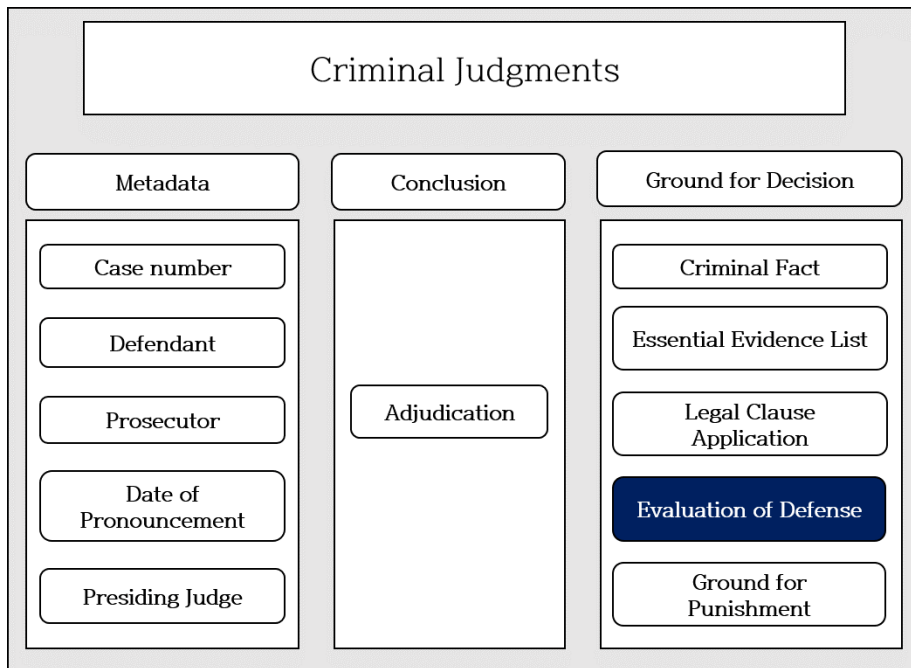 Criminal Judgments
Metadata
Case number
Defendant
Prosecutor
Date of
Pronouncement
Presiding Judge
Conclusion
Adjudication
Ground for Decision
Criminal Fact
Essential Evidence List
Legal Clause
Application
Evaluation of Defense
Ground for
Punishment